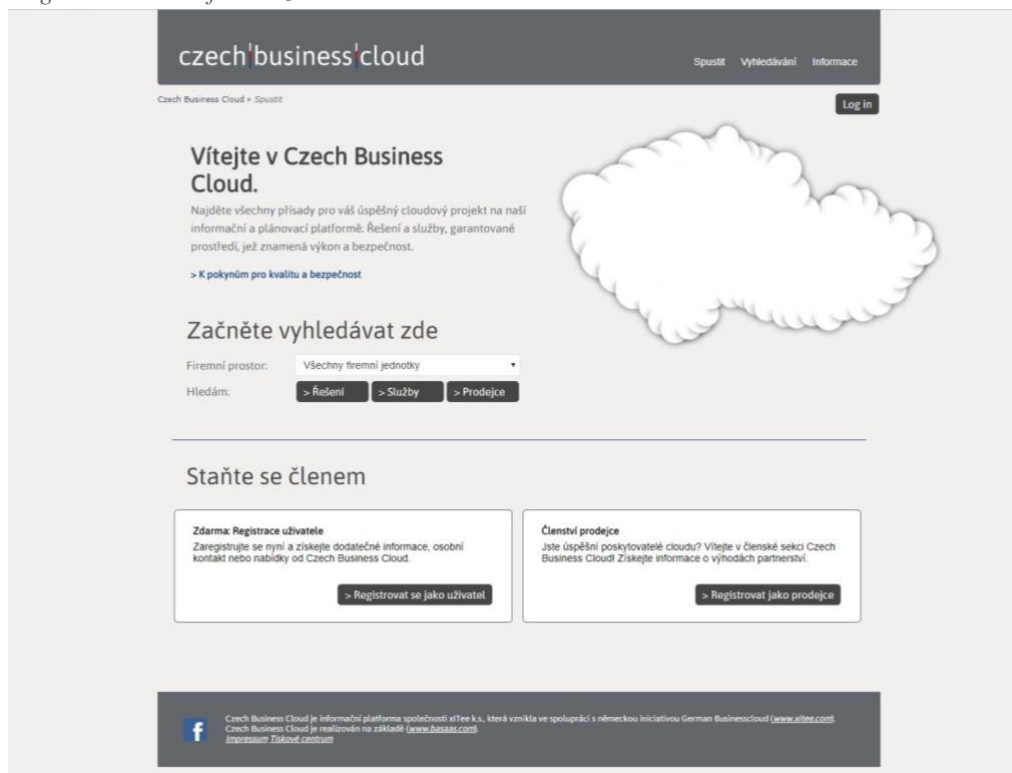 czech business cloud
Spustit Vyhledávání Informace
Czech Business Cloud » Spustit
Log in
Vítejte v Czech Business
Cloud.
Najděte všechny přísady pro váš úspěšný cloudový projekt na naší
informační a plánovací platformě. Řešení a služby, garantované
prostředí, jež znamená výkon a bezpečnost.
> K pokynům pro kvalitu a bezpečnost
Začněte vyhledávat zde
Firemní prostor: Všechny firemní jednotky
Hledám: > Řešení > Služby > Prodejce
Staňte se členem
Zdarma: Registrace uživatele
Zaregistrujte se nyní a získejte dodatečné informace, osobní
kontakt nebo nabídky od Czech Business Cloud.
> Registrovat se jako uživatel
Členství prodejce
Jste úspěšní poskytovatelé cloudu? Vítejte v členské sekci Czech
Business Cloud! Získejte informace o výhodách partnerství.
> Registrovat jako prodejce
Czech Business Cloud je informační platforma společnosti xiTee k.s., která vznikla ve spolupráci s německou iniciativou German Businesscloud (www.xitee.com).
Czech Business Cloud je realizován na základě (www.basaas.com).
Impressum Tiskové centrum